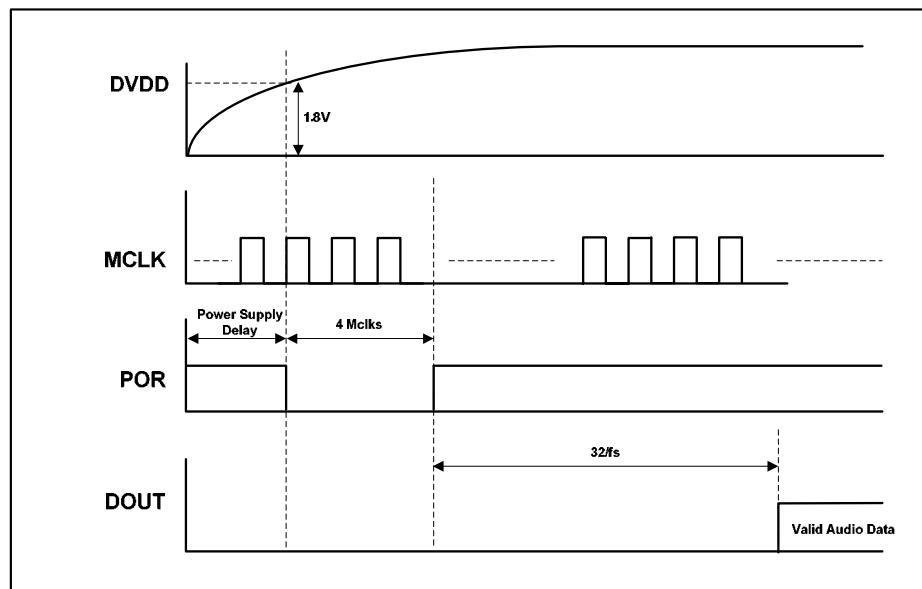 DVDD
1.8V
MCLK
Power Supply
Delay
4 Mclks
POR
32/fs
DOUT
Valid Audio Data